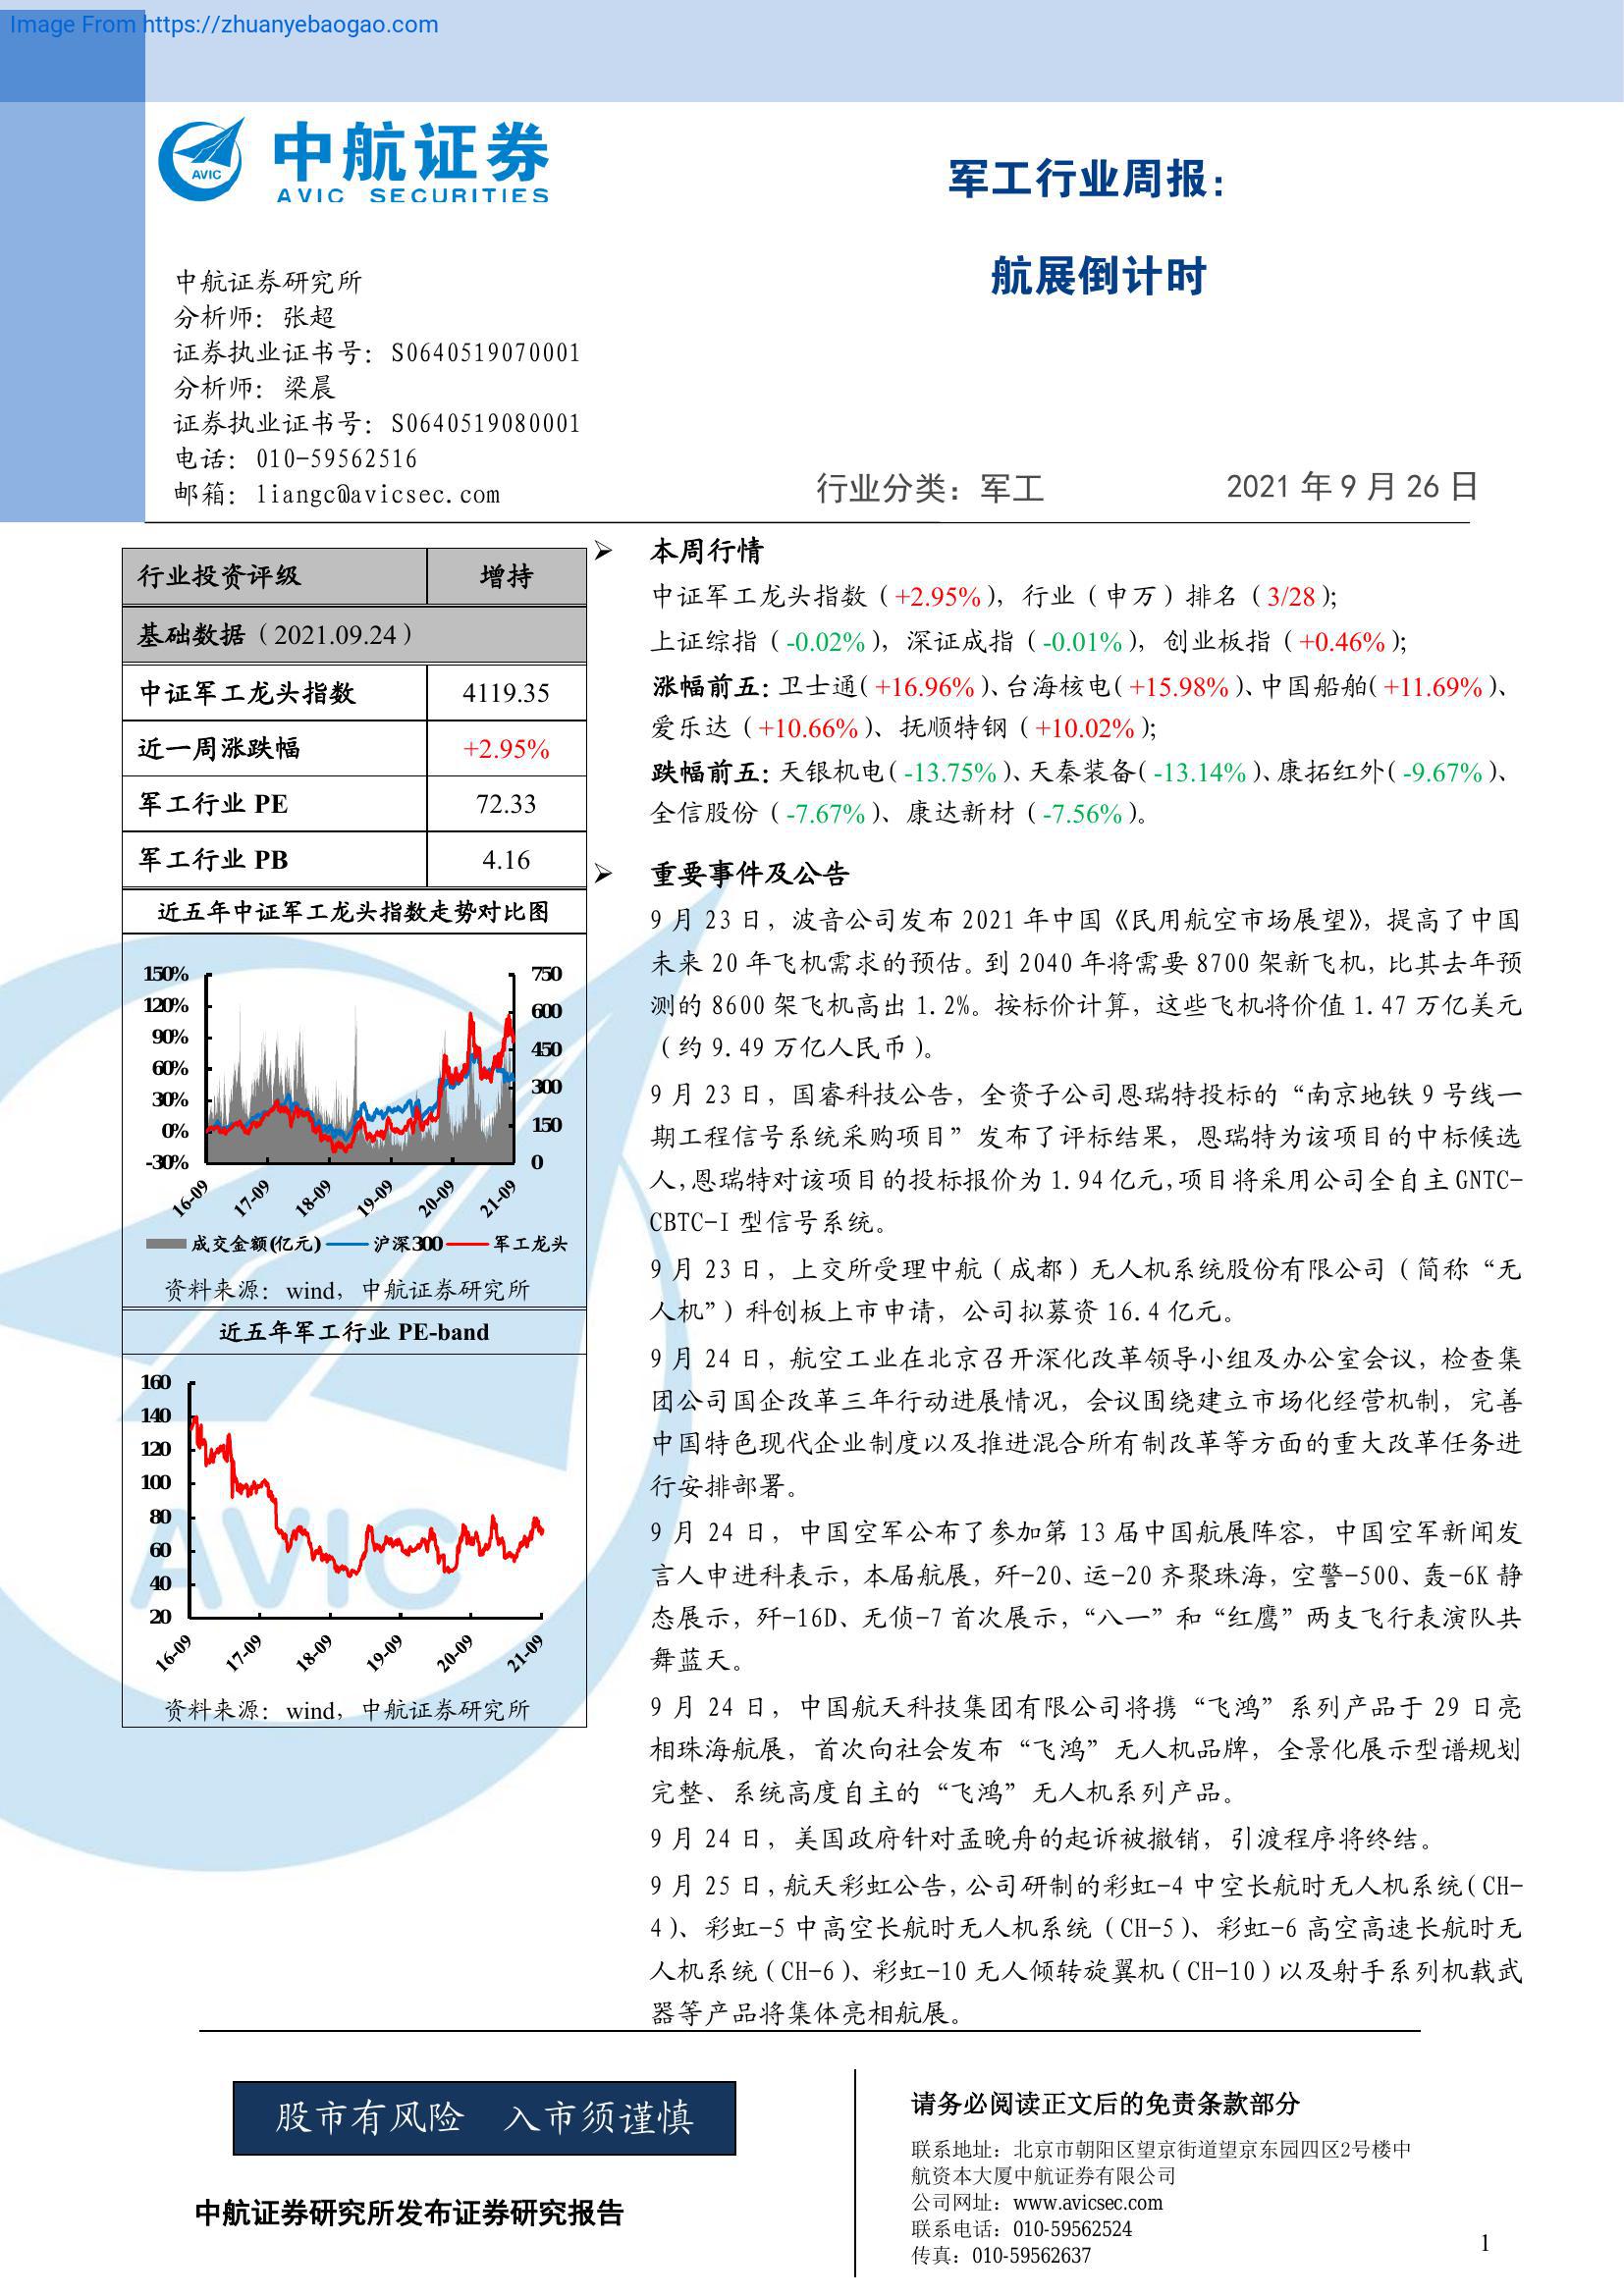 Image From https://zhuanyebaogao.com
中航证券
AVIC SECURITIES
AVIC
军工行业周报：
航展倒计时
中航证券研究所
分析师：张超
证券执业证书号：S0640519070001
分析师：梁晨
证券执业证书号：S0640519080001
电话：010-59562516
邮箱：liangc@avicsec.com
行业分类：军工
2021 年 9 月 26 日
行业投资评级 增持
基础数据（2021.09.24）
中证军工龙头指数 4119.35
近一周涨跌幅 +2.95%
军工行业 PE 72.33
军工行业 PB 4.16
近五年中证军工龙头指数走势对比图
150% 750
120% 600
90% 450
60% 300
30% 150
0%
-30% 0
16-09 17-09 18-09 19-09 20-09 21-09
成交金额(亿元) 沪深300 军工龙头
资料来源：wind，中航证券研究所
近五年军工行业 PE-band
160
140
120
100
80
60
40
20
16-09 17-09 18-09 19-09 20-09 21-09
资料来源：wind，中航证券研究所
AVIC
➢ 本周行情
中证军工龙头指数（+2.95%），行业（申万）排名（3/28）；
上证综指（-0.02%），深证成指（-0.01%），创业板指（+0.46%）；
涨幅前五：卫士通（+16.96%）、台海核电（+15.98%）、中国船舶（+11.69%）、
爱乐达（+10.66%）、抚顺特钢（+10.02%）；
跌幅前五：天银机电（-13.75%）、天秦装备（-13.14%）、康拓红外（-9.67%）、
全信股份（-7.67%）、康达新材（-7.56%）。
➢ 重要事件及公告
9 月 23 日，波音公司发布 2021 年中国《民用航空市场展望》，提高了中国
未来 20 年飞机需求的预估。到 2040 年将需要 8700 架新飞机，比其去年预
测的 8600 架飞机高出 1.2%。按标价计算，这些飞机将价值 1.47 万亿美元
（约 9.49 万亿人民币）。
9 月 23 日，国睿科技公告，全资子公司恩瑞特投标的“南京地铁 9 号线一
期工程信号系统采购项目”发布了评标结果，恩瑞特为该项目的中标候选
人，恩瑞特对该项目的投标报价为 1.94 亿元，项目将采用公司全自主 GNTC-
CBTC-I 型信号系统。
9 月 23 日，上交所受理中航（成都）无人机系统股份有限公司（简称“无
人机”）科创板上市申请，公司拟募资 16.4 亿元。
9 月 24 日，航空工业在北京召开深化改革领导小组及办公室会议，检查集
团公司国企改革三年行动进展情况，会议围绕建立市场化经营机制，完善
中国特色现代企业制度以及推进混合所有制改革等方面的重大改革任务进
行安排部署。
9 月 24 日，中国空军公布了参加第 13 届中国航展阵容，中国空军新闻发
言人申进科表示，本届航展，歼-20、运-20 齐聚珠海，空警-500、轰-6K 静
态展示，歼-16D、无侦-7 首次展示，“八一”和“红鹰”两支飞行表演队共
舞蓝天。
9 月 24 日，中国航天科技集团有限公司将携“飞鸿”系列产品于 29 日亮
相珠海航展，首次向社会发布“飞鸿”无人机品牌，全景化展示型谱规划
完整、系统高度自主的“飞鸿”无人机系列产品。
9 月 24 日，美国政府针对孟晚舟的起诉被撤销，引渡程序将终结。
9 月 25 日，航天彩虹公告，公司研制的彩虹-4 中空长航时无人机系统（CH-
4）、彩虹-5 中高空长航时无人机系统（CH-5）、彩虹-6 高空高速长航时无
人机系统（CH-6）、彩虹-10 无人倾转旋翼机（CH-10）以及射手系列机载武
器等产品将集体亮相航展。
股市有风险 入市须谨慎
中航证券研究所发布证券研究报告
请务必阅读正文后的免责条款部分
联系地址：北京市朝阳区望京街道望京东园四区2号楼中
航资本大厦中航证券有限公司
公司网址：www.avicsec.com
联系电话：010-59562524
传真：010-59562637
1